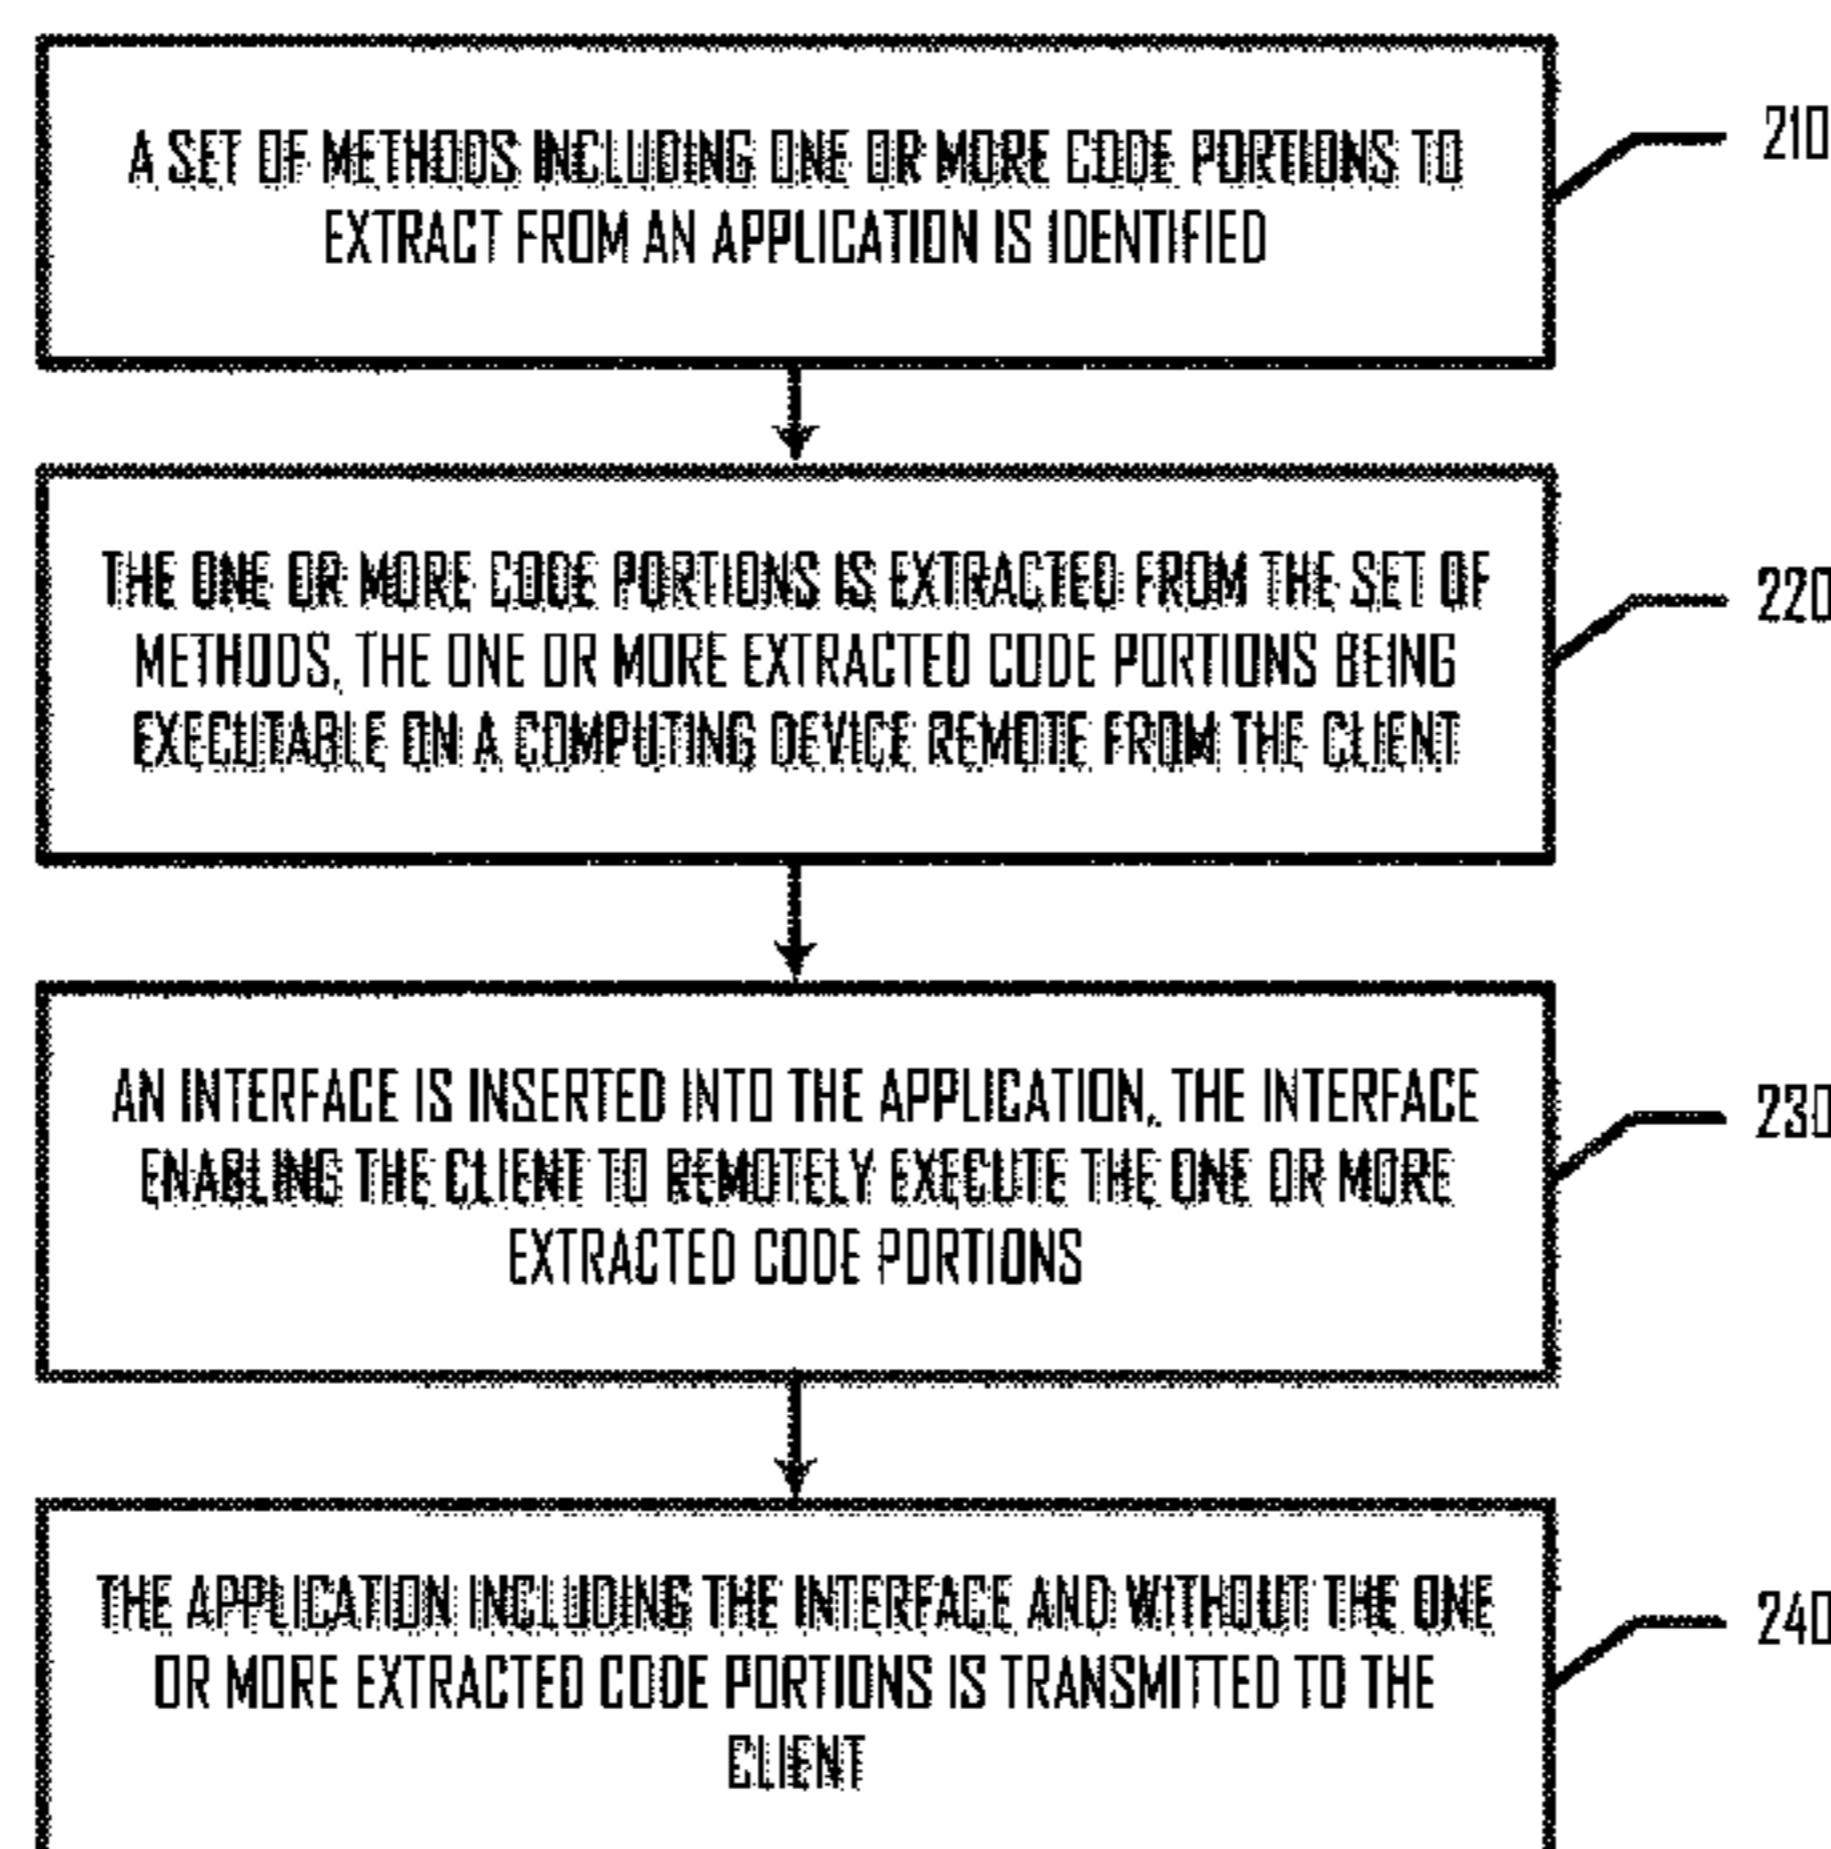 A SET OF METHODS INCLUDING ONE OR MORE CODE PORTIONS TO
EXTRACT FROM AN APPLICATION IS IDENTIFIED
210
THE ONE OR MORE CODE PORTIONS IS EXTRACTED FROM THE SET OF
METHODS, THE ONE OR MORE EXTRACTED CODE PORTIONS BEING
EXECUTABLE ON A COMPUTING DEVICE REMOTE FROM THE CLIENT
220
AN INTERFACE IS INSERTED INTO THE APPLICATION, THE INTERFACE
ENABLING THE CLIENT TO REMOTELY EXECUTE THE ONE OR MORE
EXTRACTED CODE PORTIONS
230
THE APPLICATION INCLUDING THE INTERFACE AND WITHOUT THE ONE
OR MORE EXTRACTED CODE PORTIONS IS TRANSMITTED TO THE
CLIENT
240